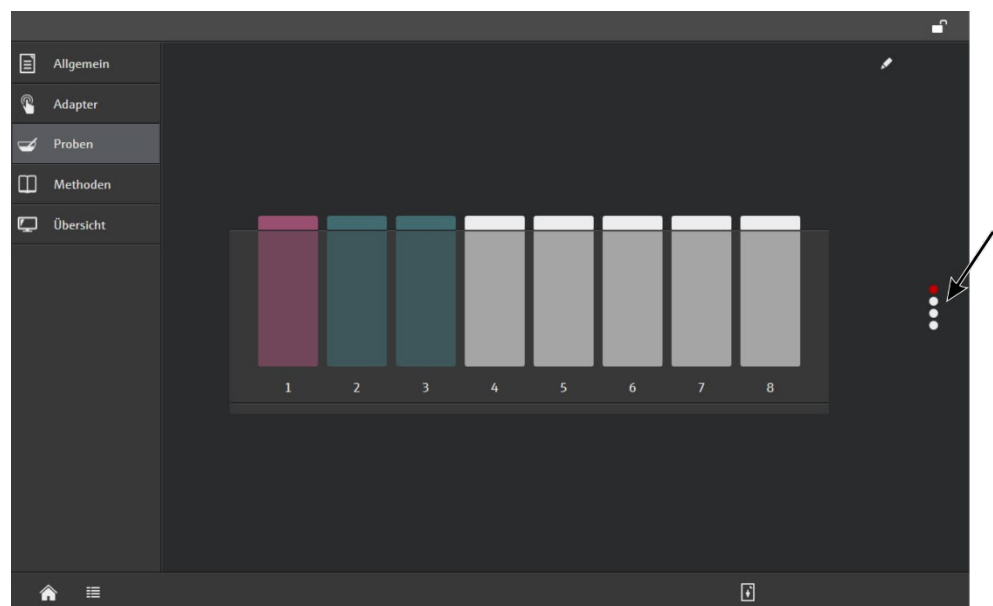 Allgemein
Adapter
Proben
Methoden
Übersicht
1 2 3 4 5 6 7 8